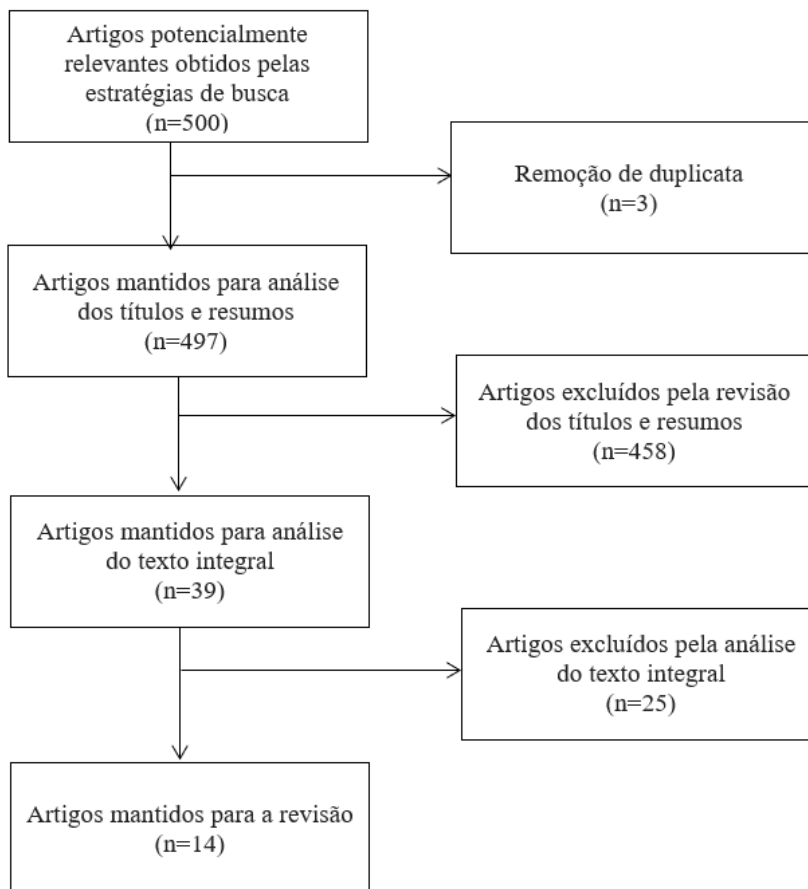 Artigos potencialmente
relevantes obtidos pelas
estratégias de busca
(n=500)
Remoção de duplicata
(n=3)
Artigos mantidos para análise
dos títulos e resumos
(n=497)
Artigos excluídos pela revisão
dos títulos e resumos
(n=458)
Artigos mantidos para análise
do texto integral
(n=39)
Artigos excluídos pela análise
do texto integral
(n=25)
Artigos mantidos para a revisão
(n=14)